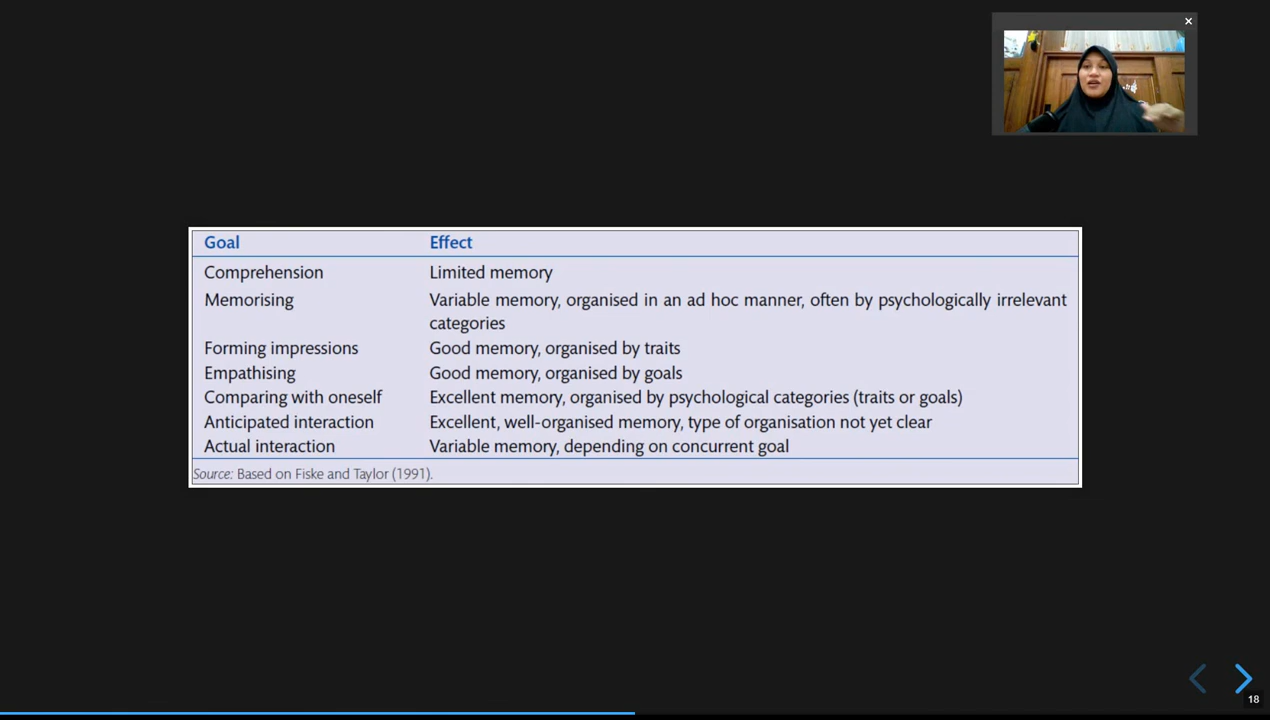 Goal Effect
Comprehension Limited memory
Memorising Variable memory, organised in an ad hoc manner, often by psychologically irrelevant
categories
Forming impressions Good memory, organised by traits
Empathising Good memory, organised by goals
Comparing with oneself Excellent memory, organised by psychological categories (traits or goals)
Anticipated interaction Excellent, well-organised memory, type of organisation not yet clear
Actual interaction Variable memory, depending on concurrent goal
Source: Based on Fiske and Taylor (1991).
18